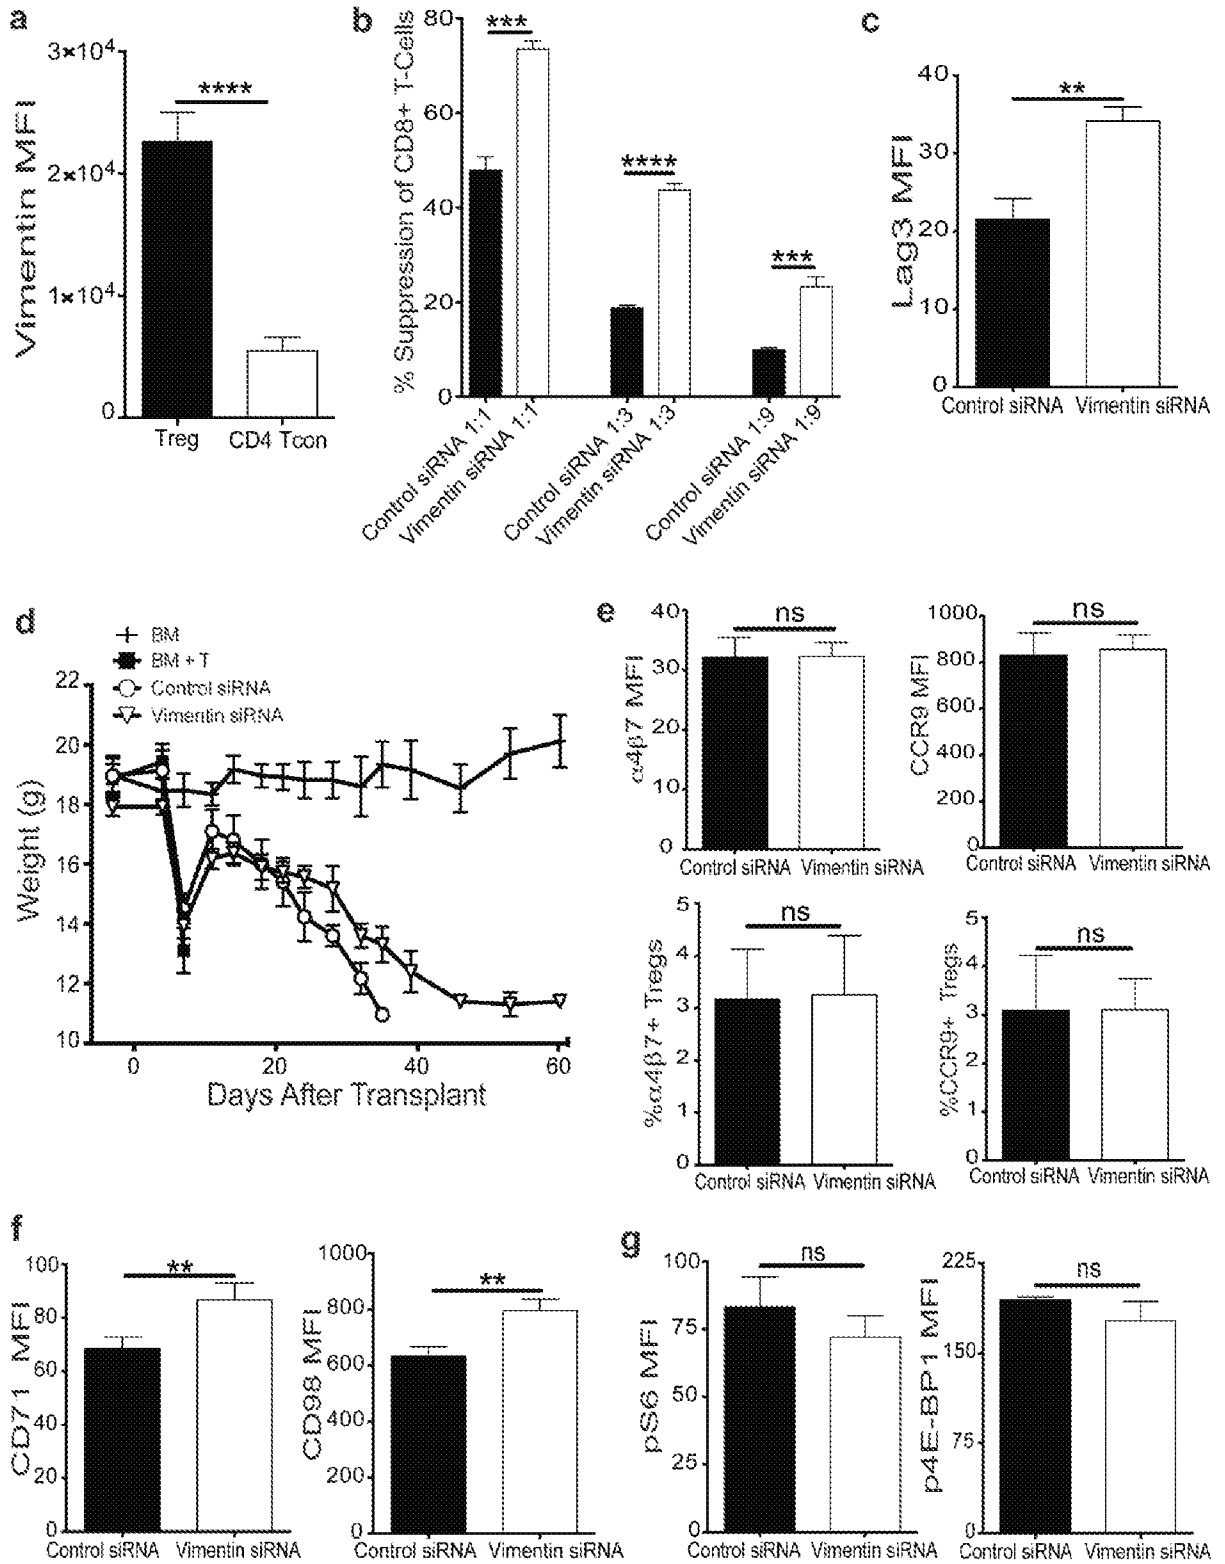 a
Vimentin MFI
3×10⁴
2×10⁴
1×10⁴
0
****
Treg
CD4 Tcon
b
% Suppression of CD8+ T-Cells
80
60
40
20
0
***
****
***
Control siRNA 1:1
Vimentin siRNA 1:1
Control siRNA 1:3
Vimentin siRNA 1:3
Control siRNA 1:9
Vimentin siRNA 1:9
c
Lag3 MFI
40
30
20
10
0
**
Control siRNA Vimentin siRNA
d
BM
BM + T
Control siRNA
Vimentin siRNA
Weight (g)
22
20
18
16
14
12
10
0 20 40 60
Days After Transplant
e
α4β7 MFI
40
30
20
10
0
ns
Control siRNA Vimentin siRNA
CCR9 MFI
1000
800
600
400
200
0
ns
Control siRNA Vimentin siRNA
%α4β7+ Tregs
5
4
3
2
1
0
ns
Control siRNA Vimentin siRNA
%CCR9+ Tregs
5
4
3
2
1
0
ns
Control siRNA Vimentin siRNA
f
CD71 MFI
100
80
60
40
20
0
**
Control siRNA Vimentin siRNA
CD98 MFI
1000
800
600
400
200
0
**
Control siRNA Vimentin siRNA
g
pS6 MFI
100
75
50
25
0
ns
Control siRNA Vimentin siRNA
p4E-BP1 MFI
225
150
75
0
ns
Control siRNA Vimentin siRNA